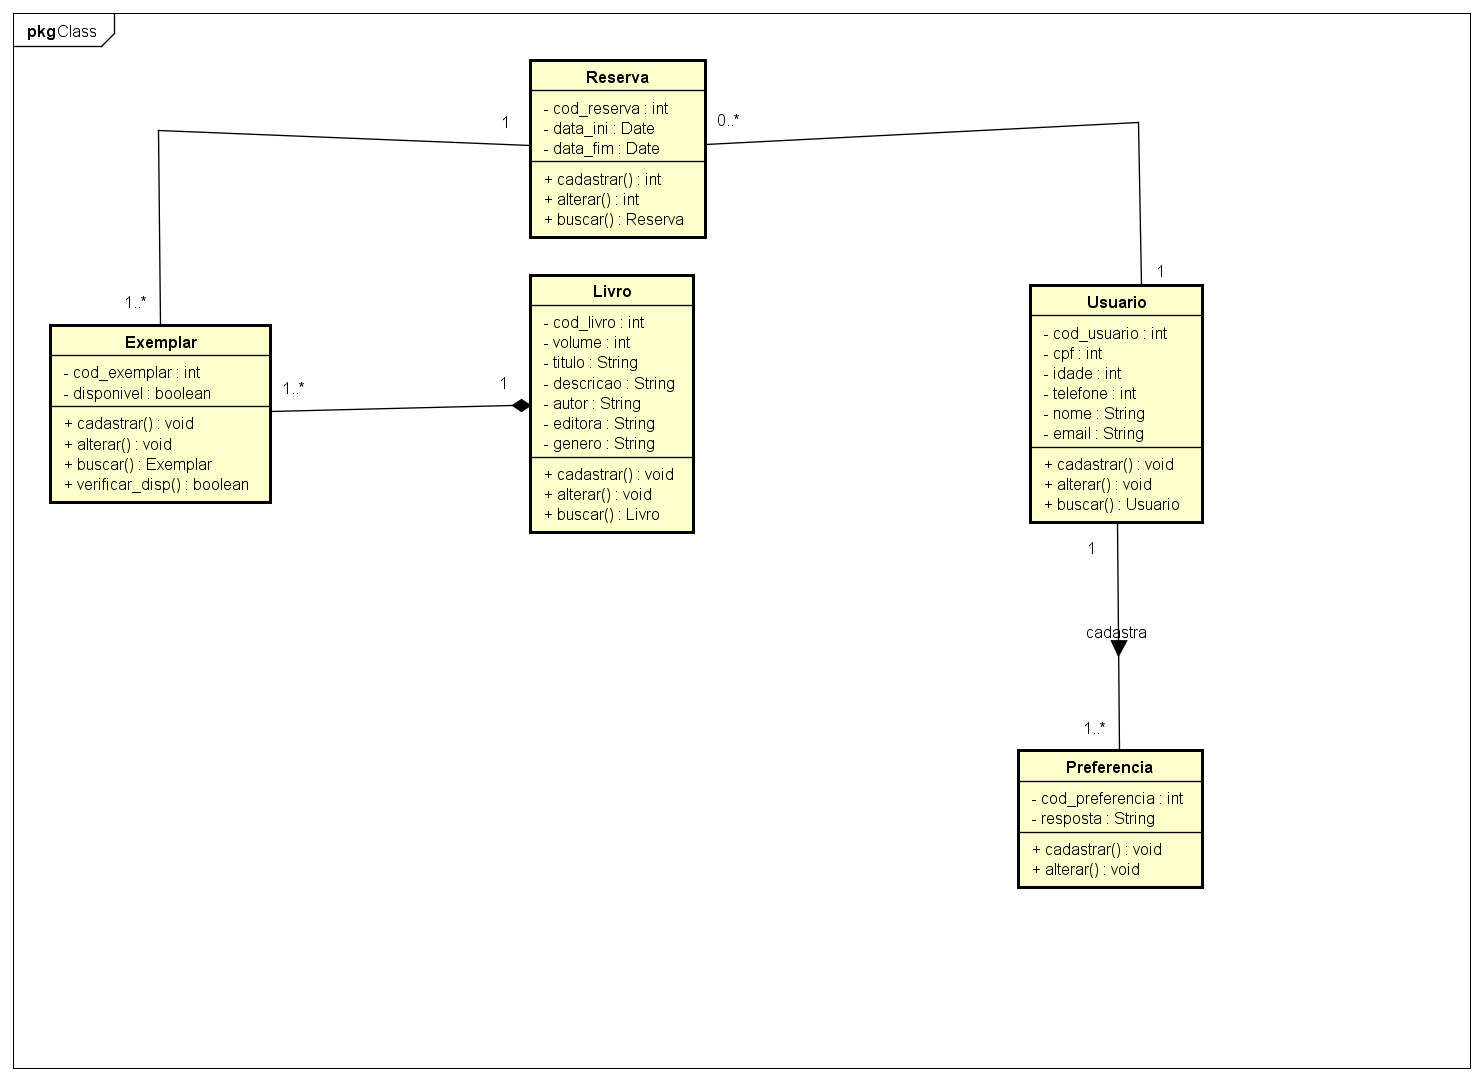 pkgClass
Reserva
- cod_reserva : int
- data_ini : Date
- data_fim : Date
+ cadastrar() : int
+ alterar() : int
+ buscar() : Reserva
1
0..*
1..*
1
Exemplar
- cod_exemplar : int
- disponivel : boolean
+ cadastrar() : void
+ alterar() : void
+ buscar() : Exemplar
+ verificar_disp() : boolean
1..*
1
Livro
- cod_livro : int
- volume : int
- titulo : String
- descricao : String
- autor : String
- editora : String
- genero : String
+ cadastrar() : void
+ alterar() : void
+ buscar() : Livro
Usuario
- cod_usuario : int
- cpf : int
- idade : int
- telefone : int
- nome : String
- email : String
+ cadastrar() : void
+ alterar() : void
+ buscar() : Usuario
1
cadastra
1..*
Preferencia
- cod_preferencia : int
- resposta : String
+ cadastrar() : void
+ alterar() : void